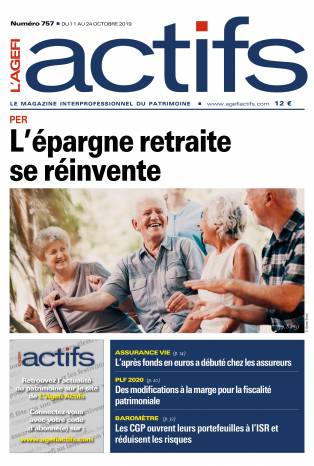 Numéro 757 ■ DU 11 AU 24 OCTOBRE 2019
L'AGEFI
actifs
LE MAGAZINE INTERPROFESSIONNEL DU PATRIMOINE ■ www.agefiactifs.com 12 €
PER
L'épargne retraite
se réinvente
actifs
Retrouvez l'actualité
du patrimoine sur le site
de L'Agefi Actifs
Connectez-vous
avec votre code
d'abonné(e) sur :
www.agefiactifs.com
ASSURANCE VIE (p. 14)
L'après fonds en euros a débuté chez les assureurs
PLF 2020 (p. 20)
Des modifications à la marge pour la fiscalité
patrimoniale
BAROMÈTRE (p. 32)
Les CGP ouvrent leurs portefeuilles à l'ISR et
réduisent les risques